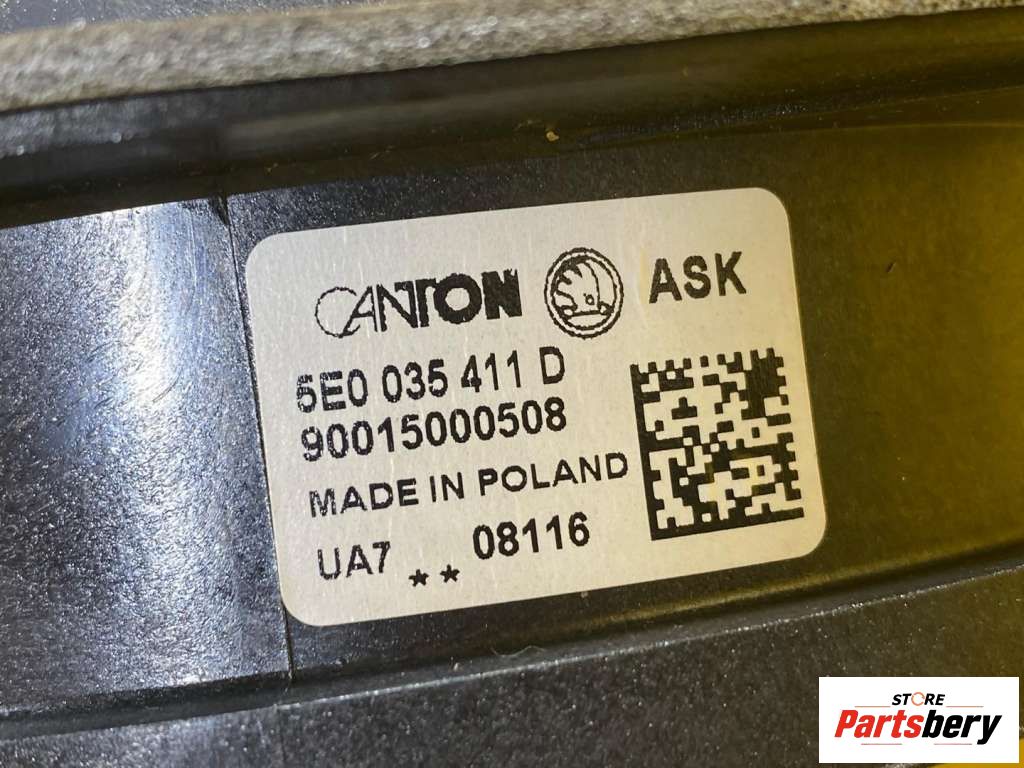 CANTON ASK
5E0 035 411 D
90015000508
MADE IN POLAND
UA7 ** 08116
STORE
Partsbery